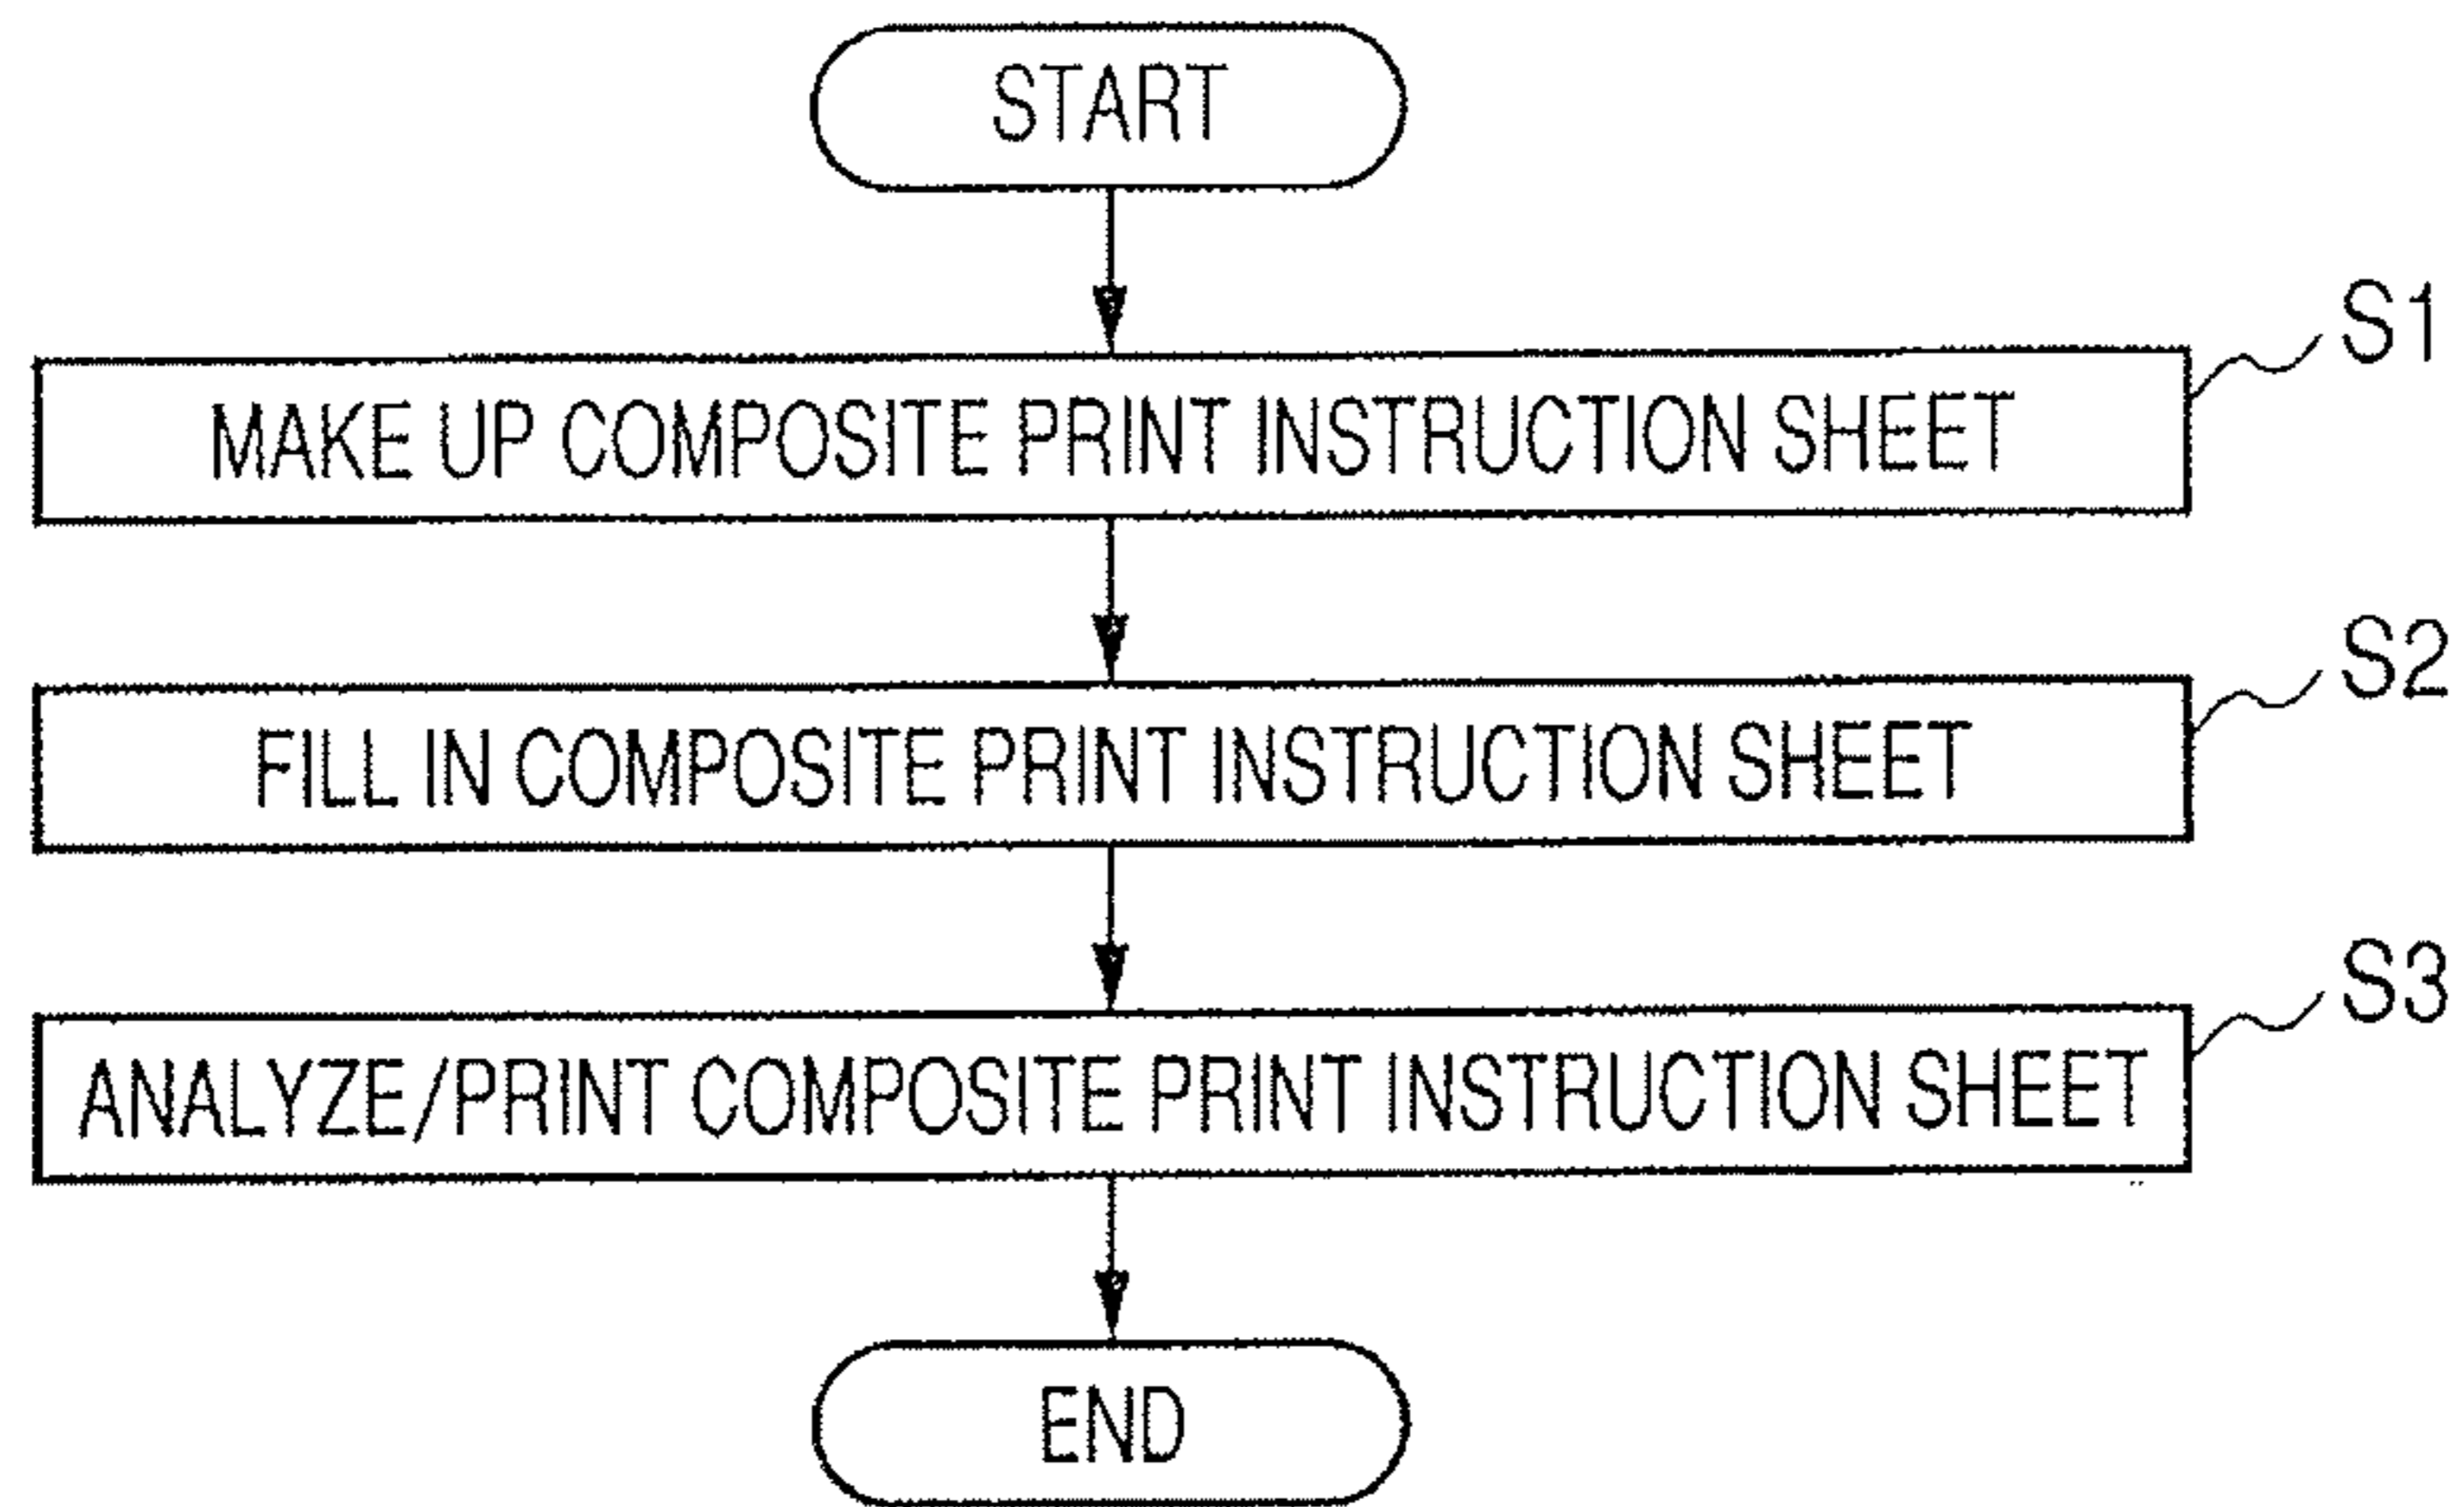 START
S1
MAKE UP COMPOSITE PRINT INSTRUCTION SHEET
S2
FILL IN COMPOSITE PRINT INSTRUCTION SHEET
S3
ANALYZE/PRINT COMPOSITE PRINT INSTRUCTION SHEET
END